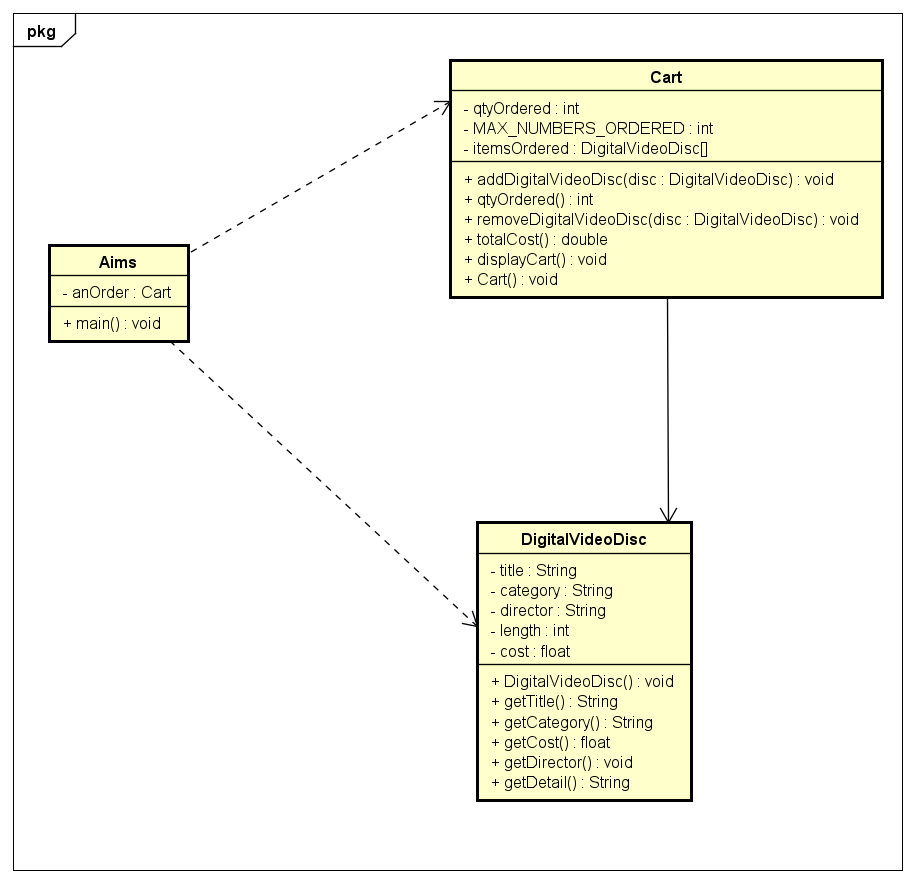 pkg
Cart
- qtyOrdered : int
- MAX_NUMBERS_ORDERED : int
- itemsOrdered : DigitalVideoDisc[]
+ addDigitalVideoDisc(disc : DigitalVideoDisc) : void
+ qtyOrdered() : int
+ removeDigitalVideoDisc(disc : DigitalVideoDisc) : void
+ totalCost() : double
+ displayCart() : void
+ Cart() : void
Aims
- anOrder : Cart
+ main() : void
DigitalVideoDisc
- title : String
- category : String
- director : String
- length : int
- cost : float
+ DigitalVideoDisc() : void
+ getTitle() : String
+ getCategory() : String
+ getCost() : float
+ getDirector() : void
+ getDetail() : String